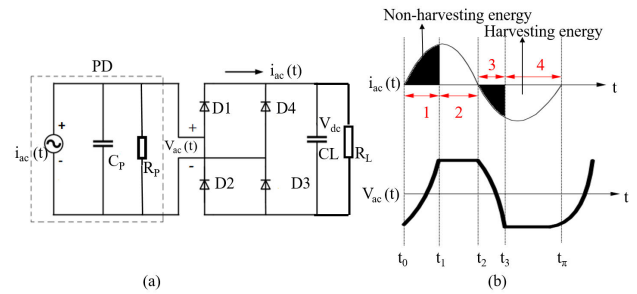 (a)
PD
i_ac (t)
+
-
C_P
R_P
+
V_ac(t)
-
i_ac (t)
D1
D4
D2
D3
V_dc
CL
R_L
(b)
Non-harvesting energy
Harvesting energy
3
4
i_ac(t)
t
1
2
V_ac (t)
t
t_0
t_1
t_2
t_3
t_π
(a)
(b)